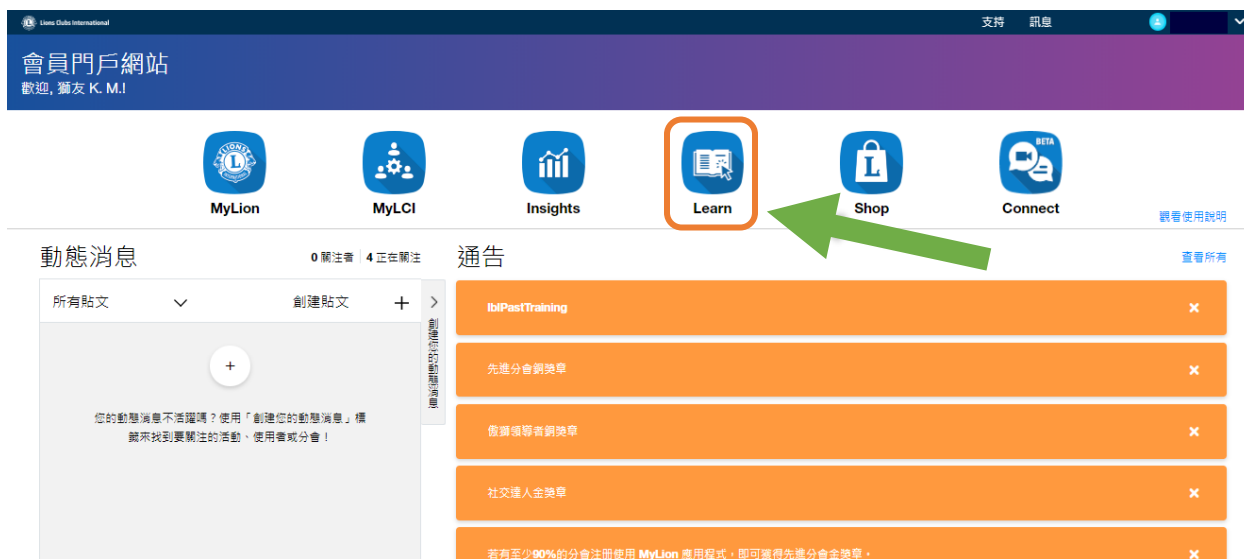 Lions Clubs International
支持 訊息
會員門戶網站
歡迎, 獅友 K. M.!
BETA
MyLion MyLCI Insights Learn Shop Connect
觀看使用說明
動態消息 0 關注者 4 正在關注
所有貼文 創建貼文 +
創建您的動態消息
+
您的動態消息不活躍嗎？使用「創建您的動態消息」標
籤來找到要關注的活動、使用者或分會！
通告 查看所有
lblPastTraining
先進分會銅獎章
傲獅領導者銅獎章
社交達人金獎章
若有至少90%的分會注册使用 MyLion 應用程式，即可獲得先進分會金獎章。